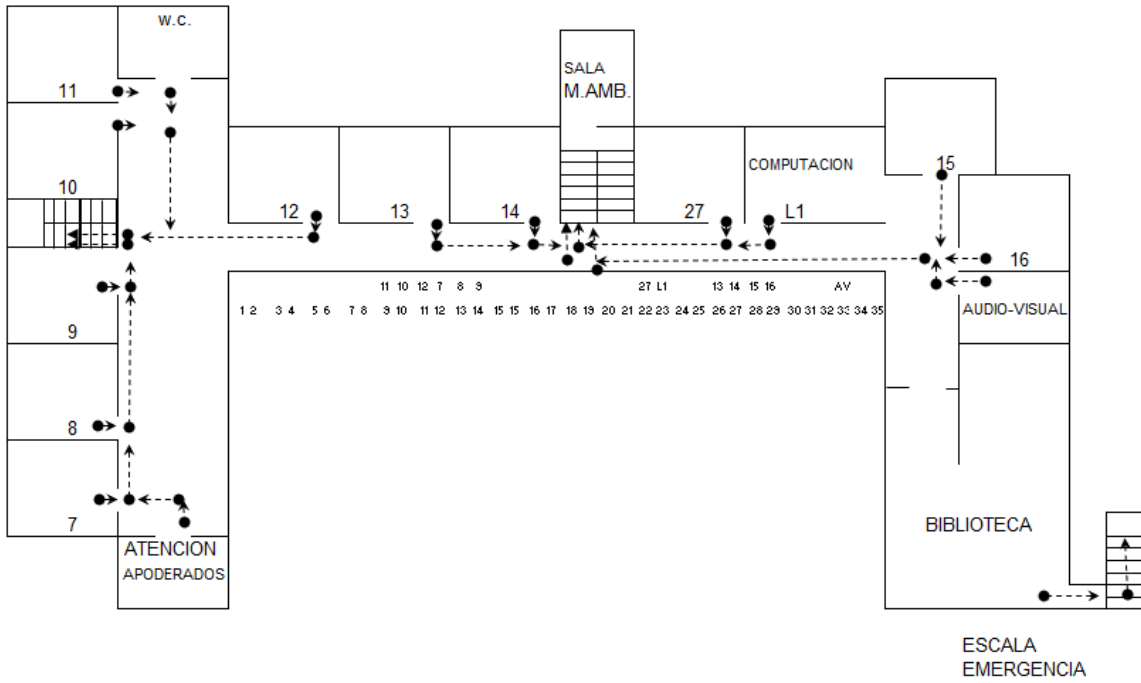 W.C.
SALA
M.AMB.
11
COMPUTACION
15
10
12
13
14
27
L1
16
11 10 12 7 8 9 27 L1 13 14 15 16 AV
1 2 3 4 5 6 7 8 9 10 11 12 13 14 15 15 16 17 18 19 20 21 22 23 24 25 26 27 28 29 30 31 32 33 34 35
AUDIO-VISUAL
9
8
7
BIBLIOTECA
ATENCION
APODERADOS
ESCALA
EMERGENCIA